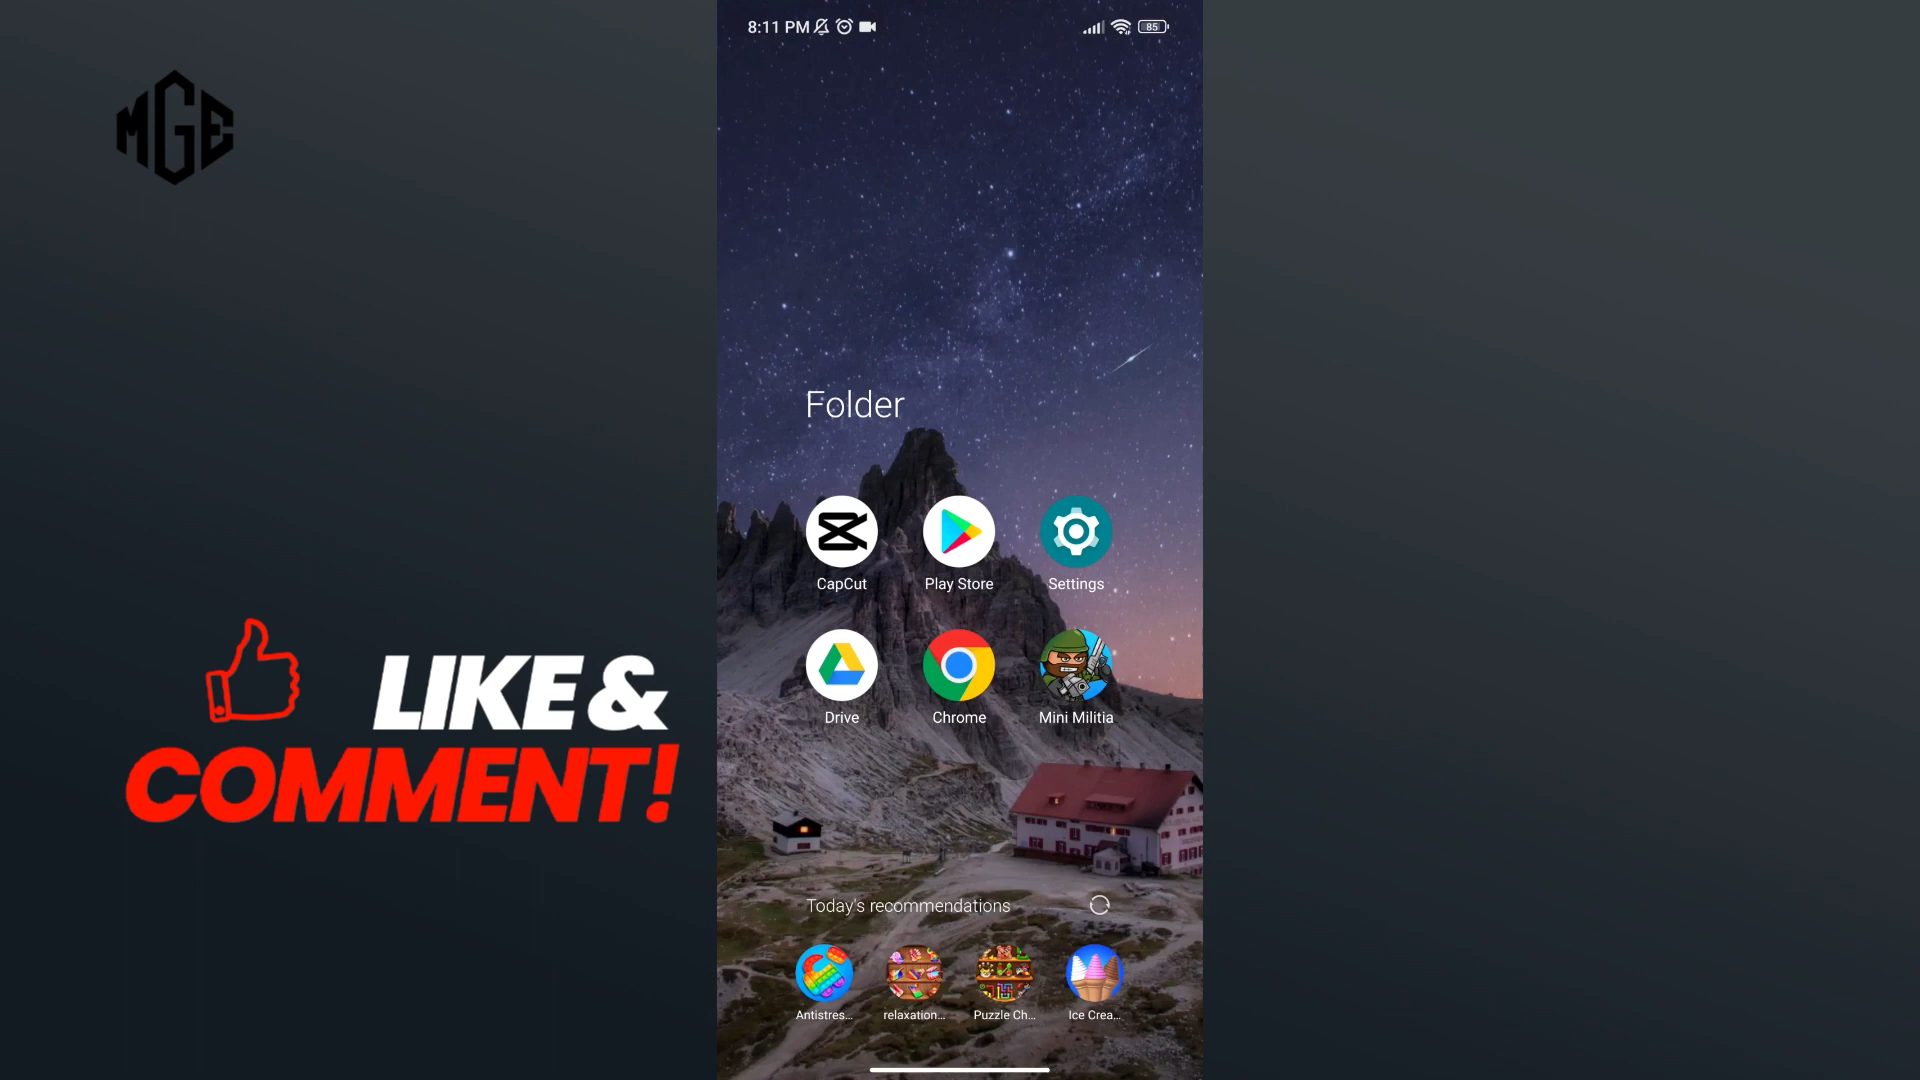 8:11 PM
85
MGE
Folder
CapCut
Play Store
Settings
Drive
Chrome
Mini Militia
LIKE &
COMMENT!
Today's recommendations
Antistres...
relaxation...
Puzzle Ch...
Ice Crea...